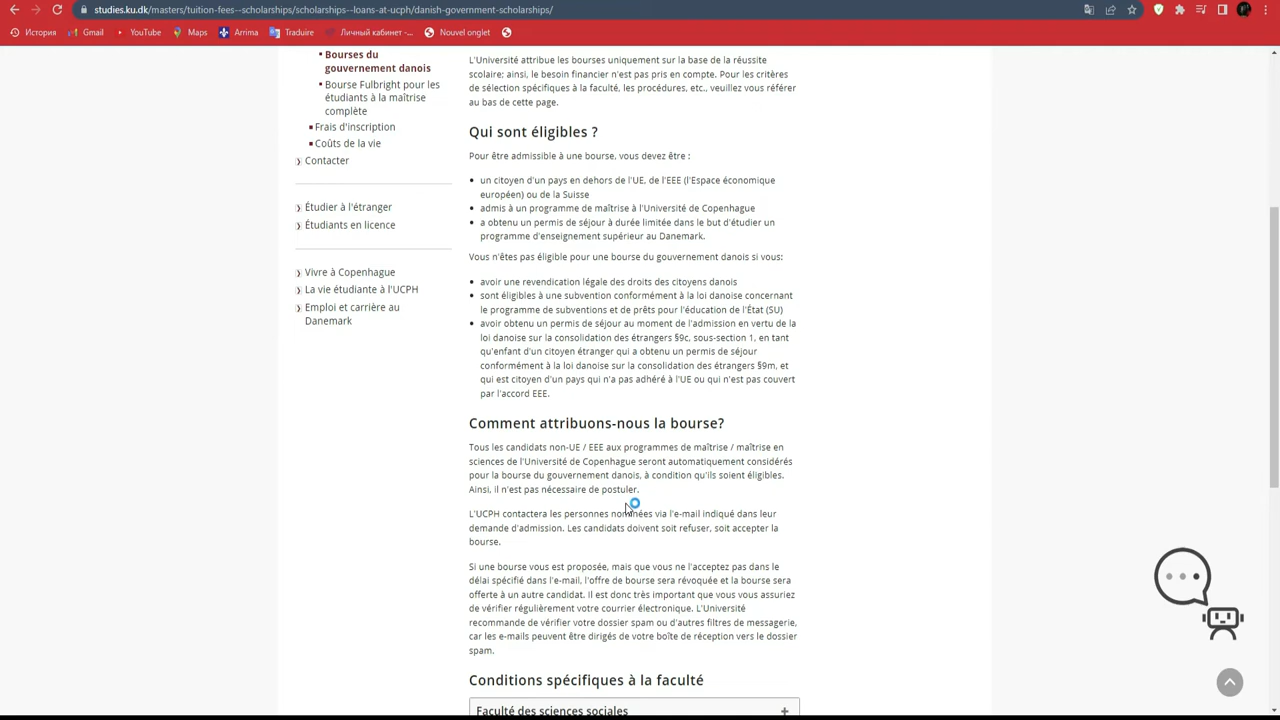 studies.ku.dk/masters/tuition-fees--scholarships/scholarships--loans-at-ucph/danish-government-scholarships/
История
Gmail
YouTube
Maps
Arrima
Traduire
Личный кабинет -...
Nouvel onglet
Bourses du
gouvernement danois
Bourse Fulbright pour les
étudiants à la maîtrise
complète
Frais d'inscription
Coûts de la vie
Contacter
Étudier à l'étranger
Étudiants en licence
Vivre à Copenhague
La vie étudiante à l'UCPH
Emploi et carrière au
Danemark
L'Université attribue les bourses uniquement sur la base de la réussite
scolaire; ainsi, le besoin financier n'est pas pris en compte. Pour les critères
de sélection spécifiques à la faculté, les procédures, etc., veuillez vous référer
au bas de cette page.
Qui sont éligibles ?
Pour être admissible à une bourse, vous devez être :
un citoyen d'un pays en dehors de l'UE, de l'EEE (l'Espace économique
européen) ou de la Suisse
admis à un programme de maîtrise à l'Université de Copenhague
a obtenu un permis de séjour à durée limitée dans le but d'étudier un
programme d'enseignement supérieur au Danemark.
Vous n'êtes pas éligible pour une bourse du gouvernement danois si vous:
avoir une revendication légale des droits des citoyens danois
sont éligibles à une subvention conformément à la loi danoise concernant
le programme de subventions et de prêts pour l'éducation de l'État (SU)
avoir obtenu un permis de séjour au moment de l'admission en vertu de la
loi danoise sur la consolidation des étrangers §9c, sous-section 1, en tant
qu'enfant d'un citoyen étranger qui a obtenu un permis de séjour
conformément à la loi danoise sur la consolidation des étrangers §9m, et
qui est citoyen d'un pays qui n'a pas adhéré à l'UE ou qui n'est pas couvert
par l'accord EEE.
Comment attribuons-nous la bourse?
Tous les candidats non-UE / EEE aux programmes de maîtrise / maîtrise en
sciences de l'Université de Copenhague seront automatiquement considérés
pour la bourse du gouvernement danois, à condition qu'ils soient éligibles.
Ainsi, il n'est pas nécessaire de postuler.
L'UCPH contactera les personnes nominées via l'e-mail indiqué dans leur
demande d'admission. Les candidats doivent soit refuser, soit accepter la
bourse.
Si une bourse vous est proposée, mais que vous ne l'acceptez pas dans le
délai spécifié dans l'e-mail, l'offre de bourse sera révoquée et la bourse sera
offerte à un autre candidat. Il est donc très important que vous vous assuriez
de vérifier régulièrement votre courrier électronique. L'Université
recommande de vérifier votre dossier spam ou d'autres filtres de messagerie,
car les e-mails peuvent être dirigés de votre boîte de réception vers le dossier
spam.
Conditions spécifiques à la faculté
Faculté des sciences sociales